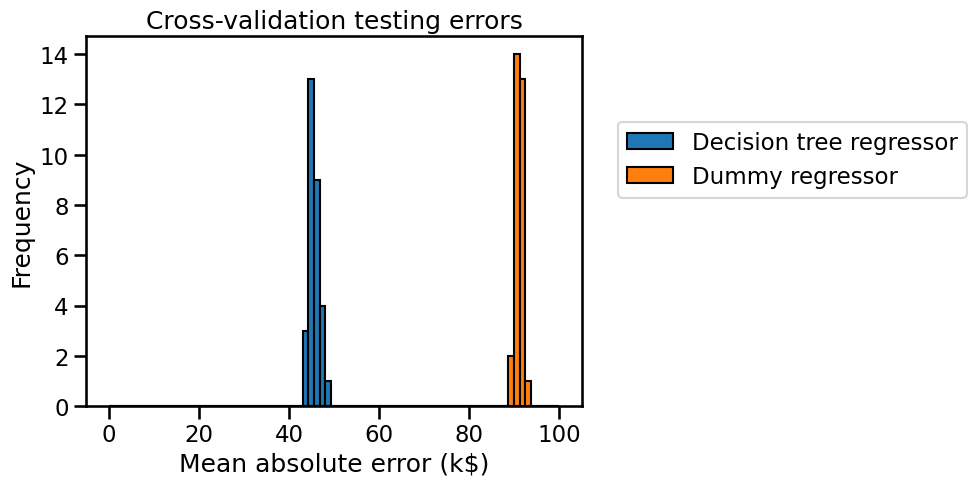 Cross-validation testing errors
14
12
10
8
6
4
2
0
Frequency
0 20 40 60 80 100
Mean absolute error (k$)
Decision tree regressor
Dummy regressor